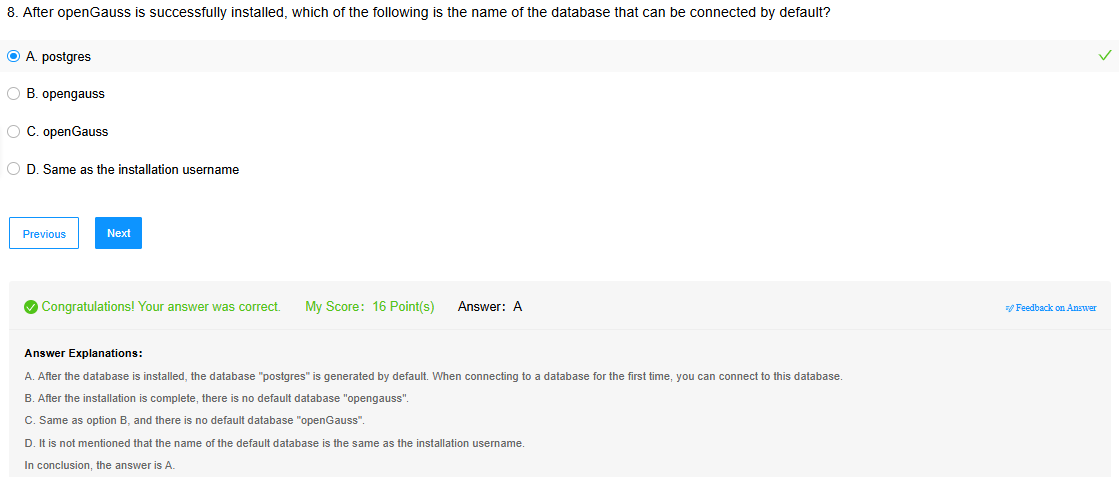 8. After openGauss is successfully installed, which of the following is the name of the database that can be connected by default?
A. postgres
B. opengauss
C. openGauss
D. Same as the installation username
Previous Next
Congratulations! Your answer was correct. My Score: 16 Point(s) Answer: A Feedback on Answer
Answer Explanations:
A. After the database is installed, the database "postgres" is generated by default. When connecting to a database for the first time, you can connect to this database.
B. After the installation is complete, there is no default database "opengauss".
C. Same as option B, and there is no default database "openGauss".
D. It is not mentioned that the name of the default database is the same as the installation username.
In conclusion, the answer is A.